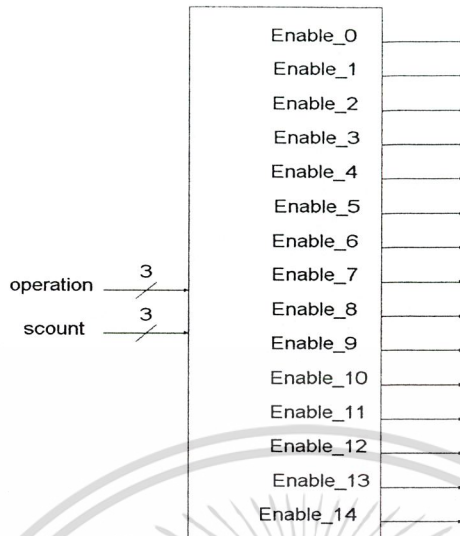 Enable_0
Enable_1
Enable_2
Enable_3
Enable_4
Enable_5
Enable_6
operation 3 Enable_7
scount 3 Enable_8
Enable_9
Enable_10
Enable_11
Enable_12
Enable_13
Enable_14